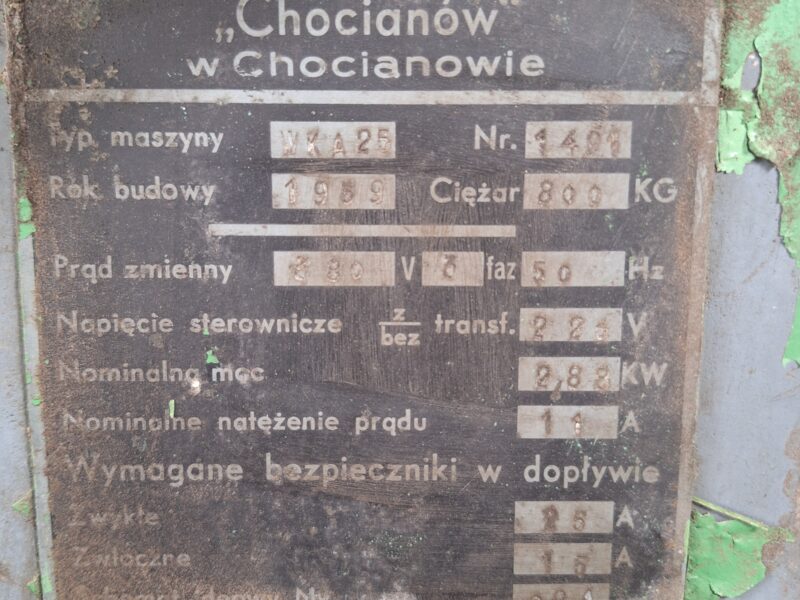 „Chocianów"
w Chocianowie
Typ maszyny WKA25 Nr. 1401
Rok budowy 1959 Ciężar 800 KG
Prąd zmienny 380 V 3 faz 50 Hz
Napięcie sterownicze z/bez transf. 224 V
Nominalna moc 2,88 KW
Nominalne natężenie prądu 11 A
Wymagane bezpieczniki w dopływie
Zwykłe 25 A
Zwłoczne 15 A